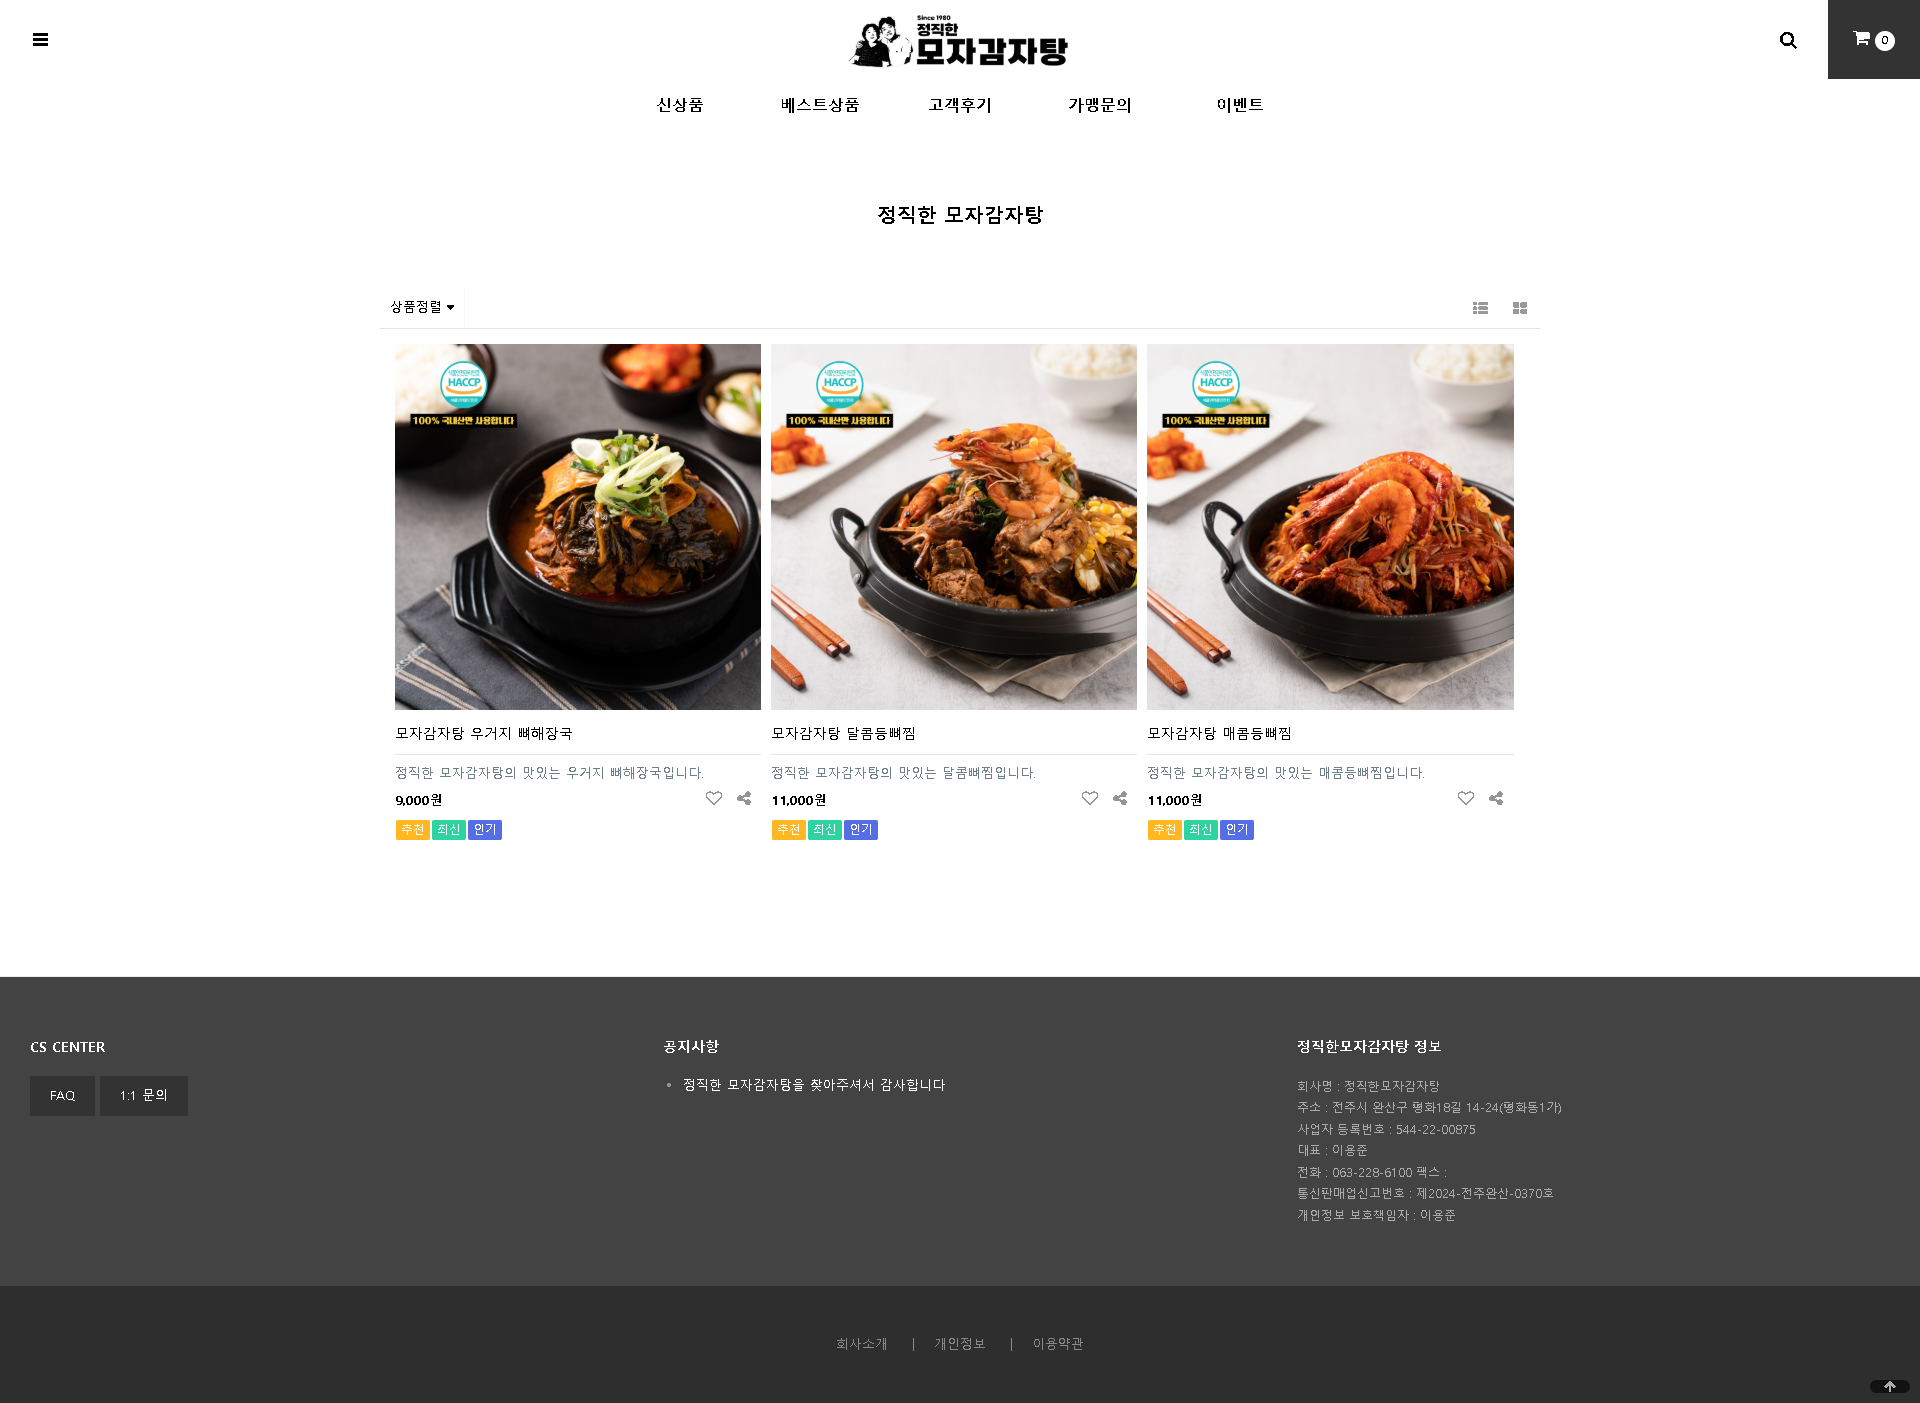 Since 1980
정직한
모자감자탕
0
신상품
베스트상품
고객후기
가맹문의
이벤트
정직한 모자감자탕
상품정렬
HACCP
100% 국내산만 사용합니다
HACCP
100% 국내산만 사용합니다
HACCP
100% 국내산만 사용합니다
모자감자탕 우거지 뼈해장국
정직한 모자감자탕의 맛있는 우거지 뼈해장국입니다.
9,000원
추천 최신 인기
모자감자탕 달콤등뼈찜
정직한 모자감자탕의 맛있는 달콤뼈찜입니다.
11,000원
추천 최신 인기
모자감자탕 매콤등뼈찜
정직한 모자감자탕의 맛있는 매콤등뼈찜입니다.
11,000원
추천 최신 인기
CS CENTER
FAQ
1:1 문의
공지사항
정직한 모자감자탕을 찾아주셔서 감사합니다
정직한모자감자탕 정보
회사명 : 정직한모자감자탕
주소 : 전주시 완산구 평화18길 14-24(평화동1가)
사업자 등록번호 : 544-22-00875
대표 : 이용준
전화 : 063-228-6100 팩스 :
통신판매업신고번호 : 제2024-전주완산-0370호
개인정보 보호책임자 : 이용준
회사소개 | 개인정보 | 이용약관